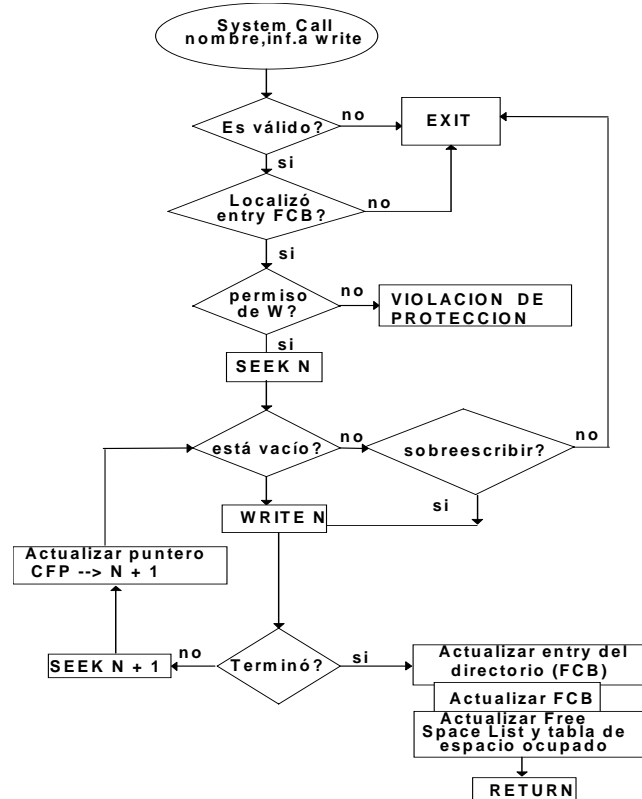 System Call
nombre,inf.a write
Es válido?
no
EXIT
si
Localizó
entry FCB?
no
si
permiso
de W?
no
VIOLACION DE
PROTECCION
si
SEEK N
está vacío?
no
sobreescribir?
no
si
WRITE N
Actualizar puntero
CFP --> N + 1
SEEK N + 1
no
Terminó?
si
Actualizar entry del
directorio (FCB)
Actualizar FCB
Actualizar Free
Space List y tabla de
espacio ocupado
RETURN